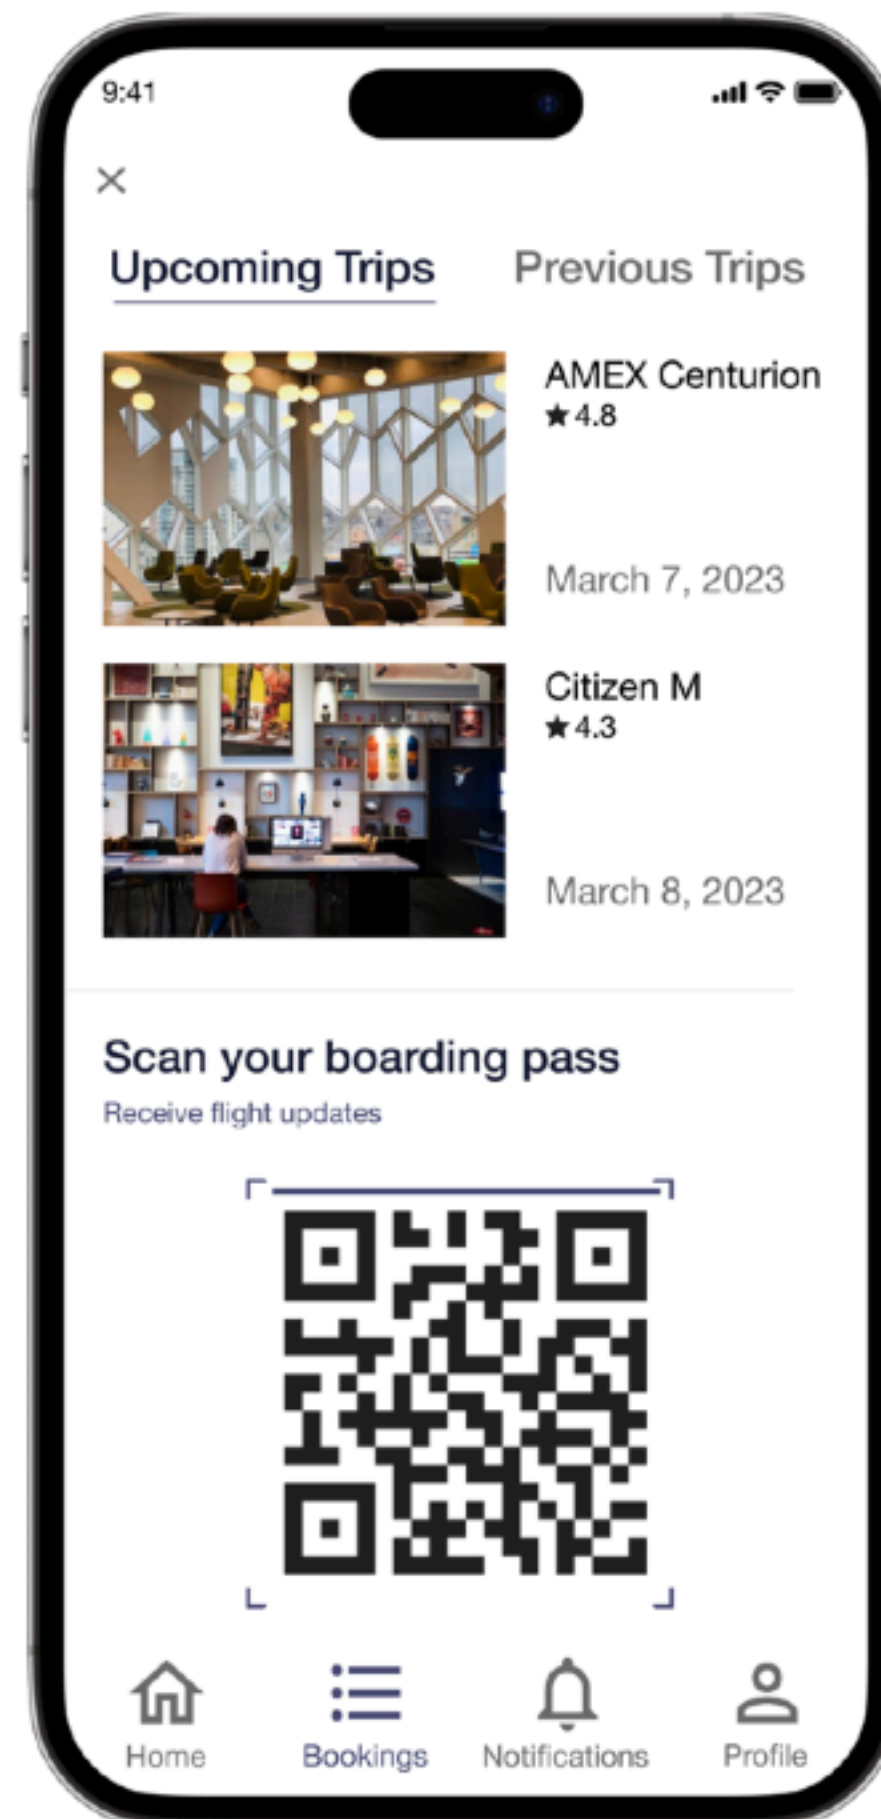 9:41
Upcoming Trips
Previous Trips
AMEX Centurion
★4.8
March 7, 2023
Citizen M
★4.3
March 8, 2023
Scan your boarding pass
Receive flight updates
Home
Bookings
Notifications
Profile